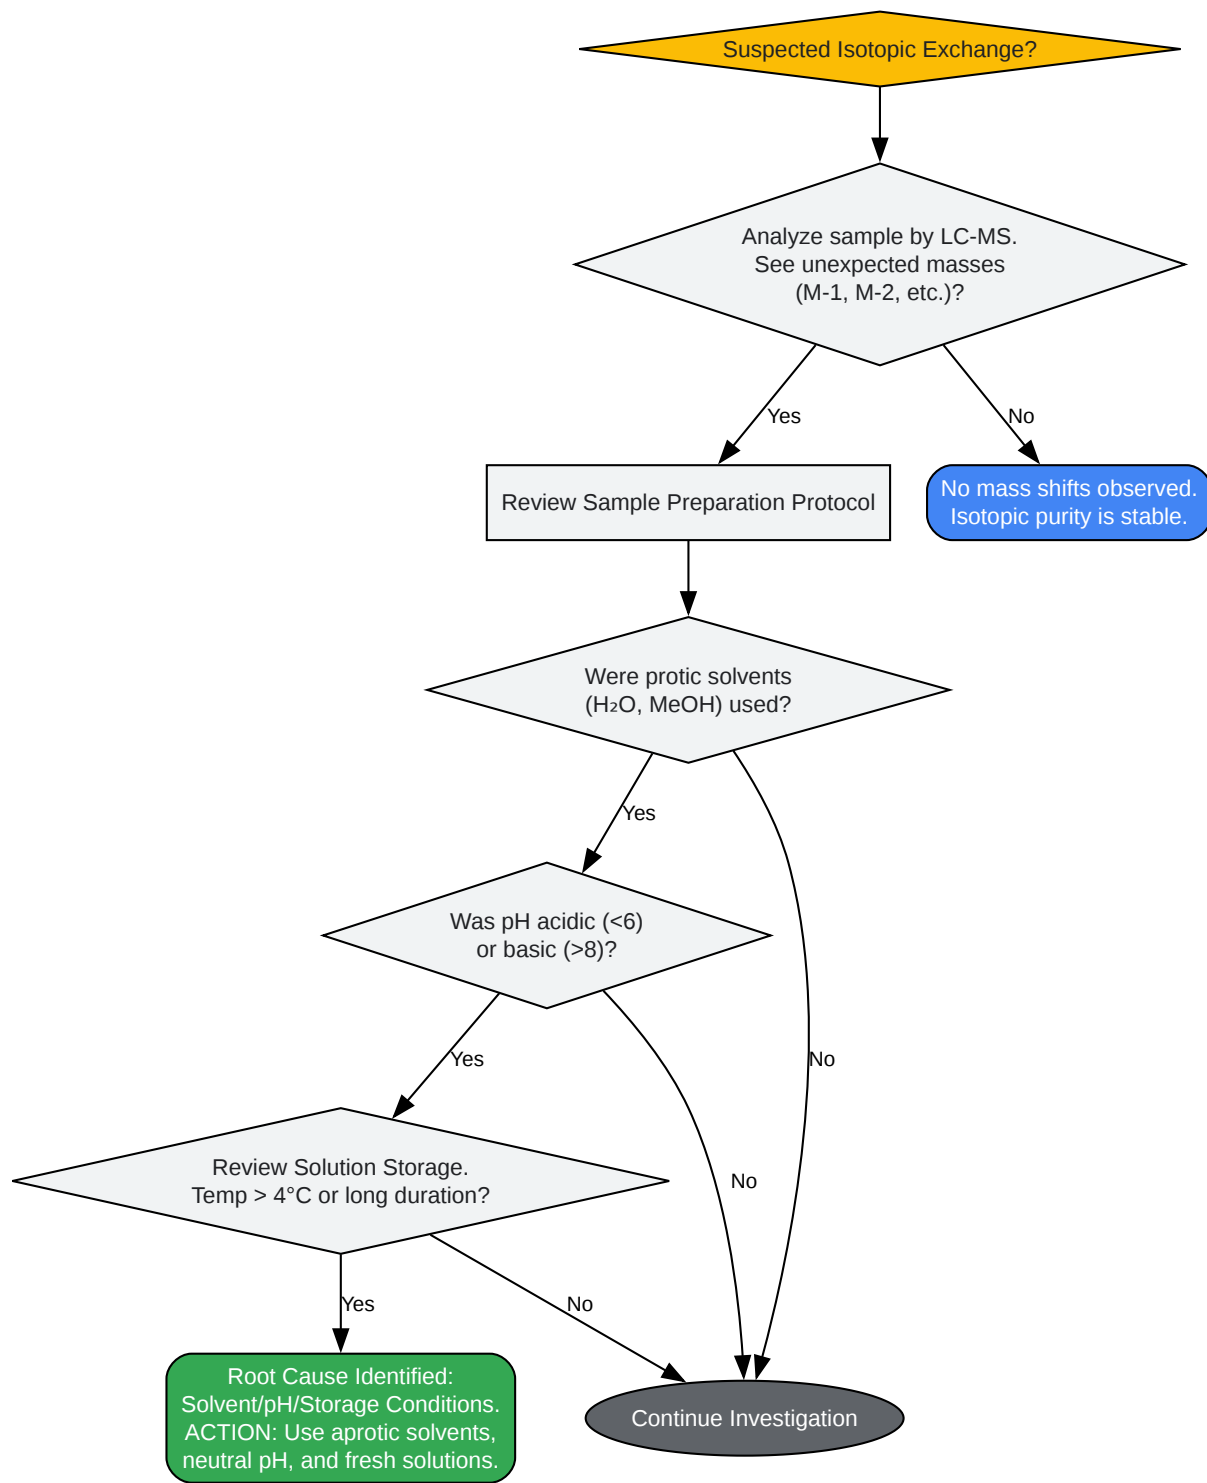 Suspected Isotopic Exchange?
Analyze sample by LC-MS.
See unexpected masses
(M-1, M-2, etc.)?
Yes
No
Review Sample Preparation Protocol
No mass shifts observed.
Isotopic purity is stable.
Were protic solvents
(H₂O, MeOH) used?
Yes
No
Was pH acidic (<6)
or basic (>8)?
Yes
No
Review Solution Storage.
Temp > 4°C or long duration?
Yes
No
Root Cause Identified:
Solvent/pH/Storage Conditions.
ACTION: Use aprotic solvents,
neutral pH, and fresh solutions.
Continue Investigation